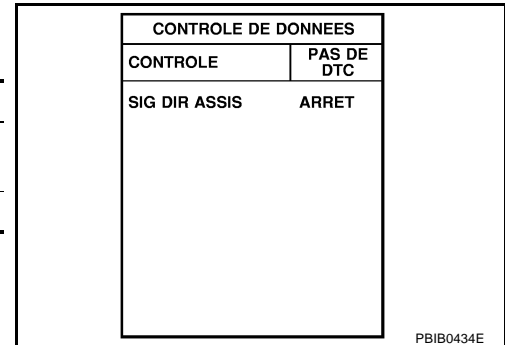 CONTROLE DE DONNEES
CONTROLE PAS DE DTC
SIG DIR ASSIS ARRET
PBIB0434E